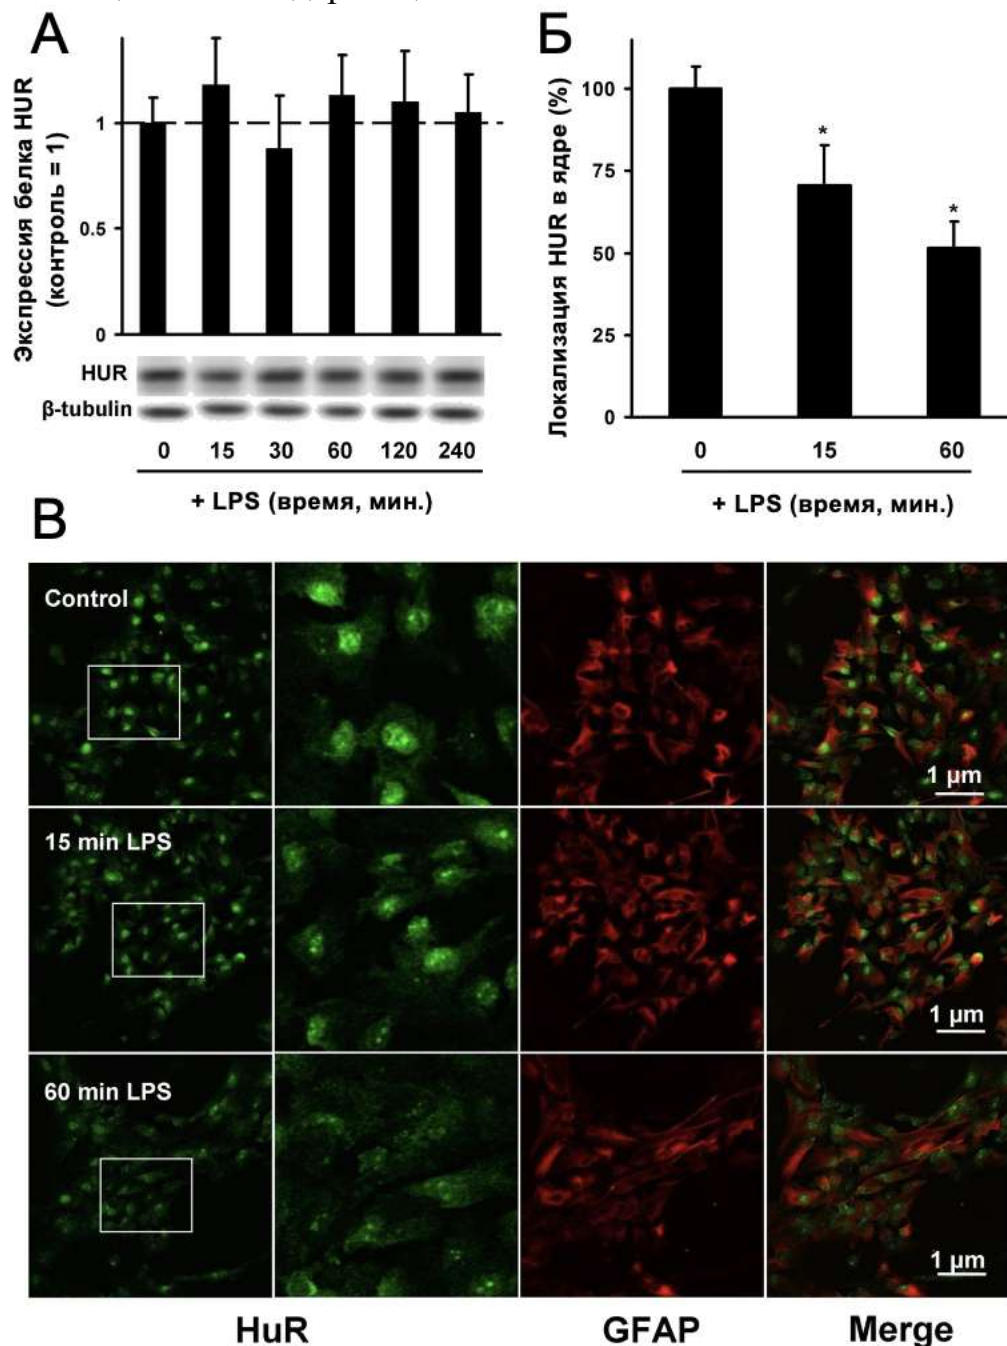 А
Экспрессия белка HUR
(контроль = 1)
1
0.5
0
HUR
β-tubulin
0 15 30 60 120 240
+ LPS (время, мин.)
Б
Локализация HUR в ядре (%)
100
75
50
25
0
*
*
0 15 60
+ LPS (время, мин.)
В
Control
1 µm
15 min LPS
1 µm
60 min LPS
1 µm
HuR GFAP Merge